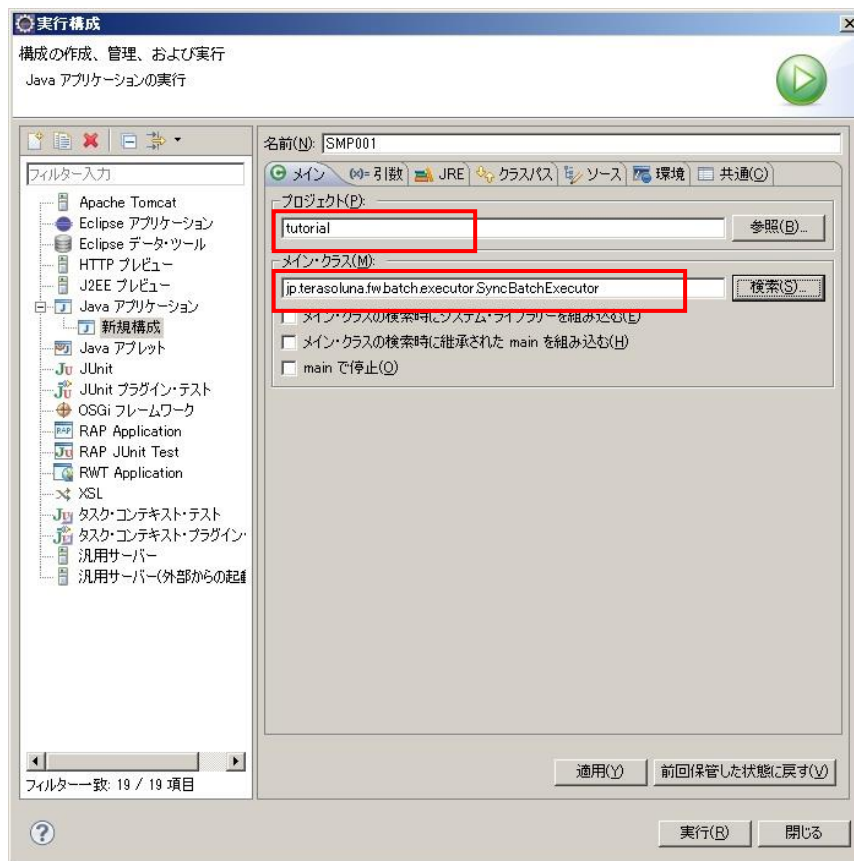 実行構成
構成の作成、管理、および実行
Java アプリケーションの実行
フィルター入力
Apache Tomcat
Eclipse アプリケーション
Eclipse データ・ツール
HTTP プレビュー
J2EE プレビュー
Java アプリケーション
新規構成
Java アプレット
JUnit
JUnit プラグイン・テスト
OSGi フレームワーク
RAP Application
RAP JUnit Test
RWT Application
XSL
タスク・コンテキスト・テスト
タスク・コンテキスト・プラグイン・
汎用サーバー
汎用サーバー(外部からの起動
フィルター一致: 19 / 19 項目
名前(N): SMP001
メイン (x)= 引数 JRE クラスパス ソース 環境 共通(C)
プロジェクト(P):
tutorial 参照(B)...
メイン・クラス(M):
jp.terasoluna.fw.batch.executor.SyncBatchExecutor 検索(S)...
メイン・クラスの検索時にシステム・ライブラリーを組み込む(E)
メイン・クラスの検索時に継承された main を組み込む(H)
main で停止(O)
適用(Y) 前回保管した状態に戻す(V)
実行(R) 閉じる